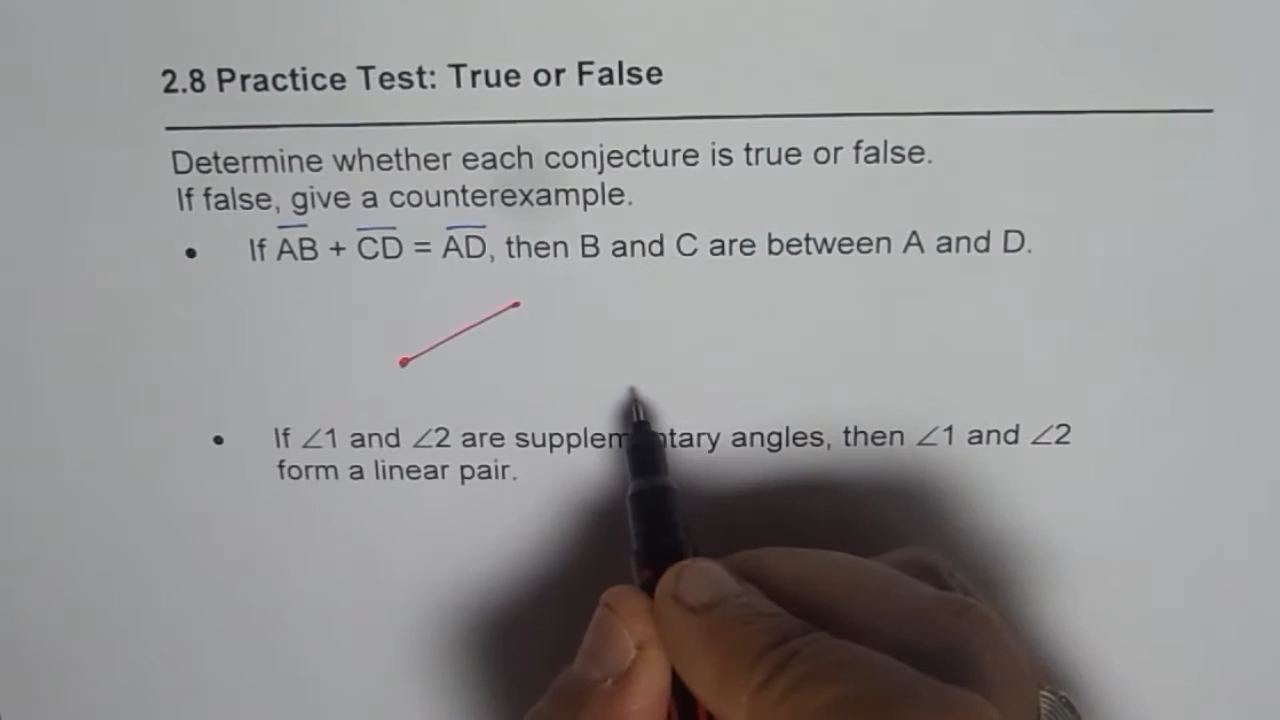 2.8 Practice Test: True or False
Determine whether each conjecture is true or false.
If false, give a counterexample.
• If AB + CD = AD, then B and C are between A and D.
• If ∠1 and ∠2 are supplementary angles, then ∠1 and ∠2
form a linear pair.